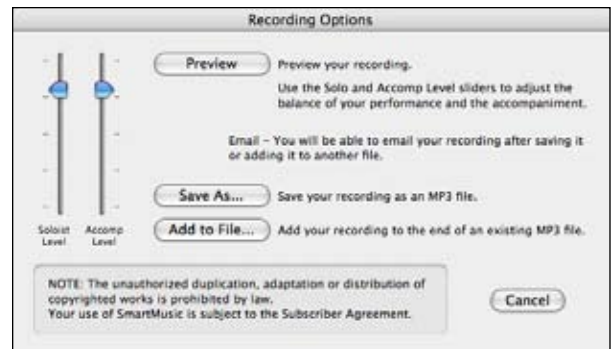 Recording Options
Preview
Preview your recording.
Use the Solo and Accomp Level sliders to adjust the
balance of your performance and the accompaniment.
Email - You will be able to email your recording after saving it
or adding it to another file.
Save As...
Save your recording as an MP3 file.
Add to File...
Add your recording to the end of an existing MP3 file.
Soloist
Level
Accomp
Level
NOTE: The unauthorized duplication, adaptation or distribution of
copyrighted works is prohibited by law.
Your use of SmartMusic is subject to the Subscriber Agreement.
Cancel